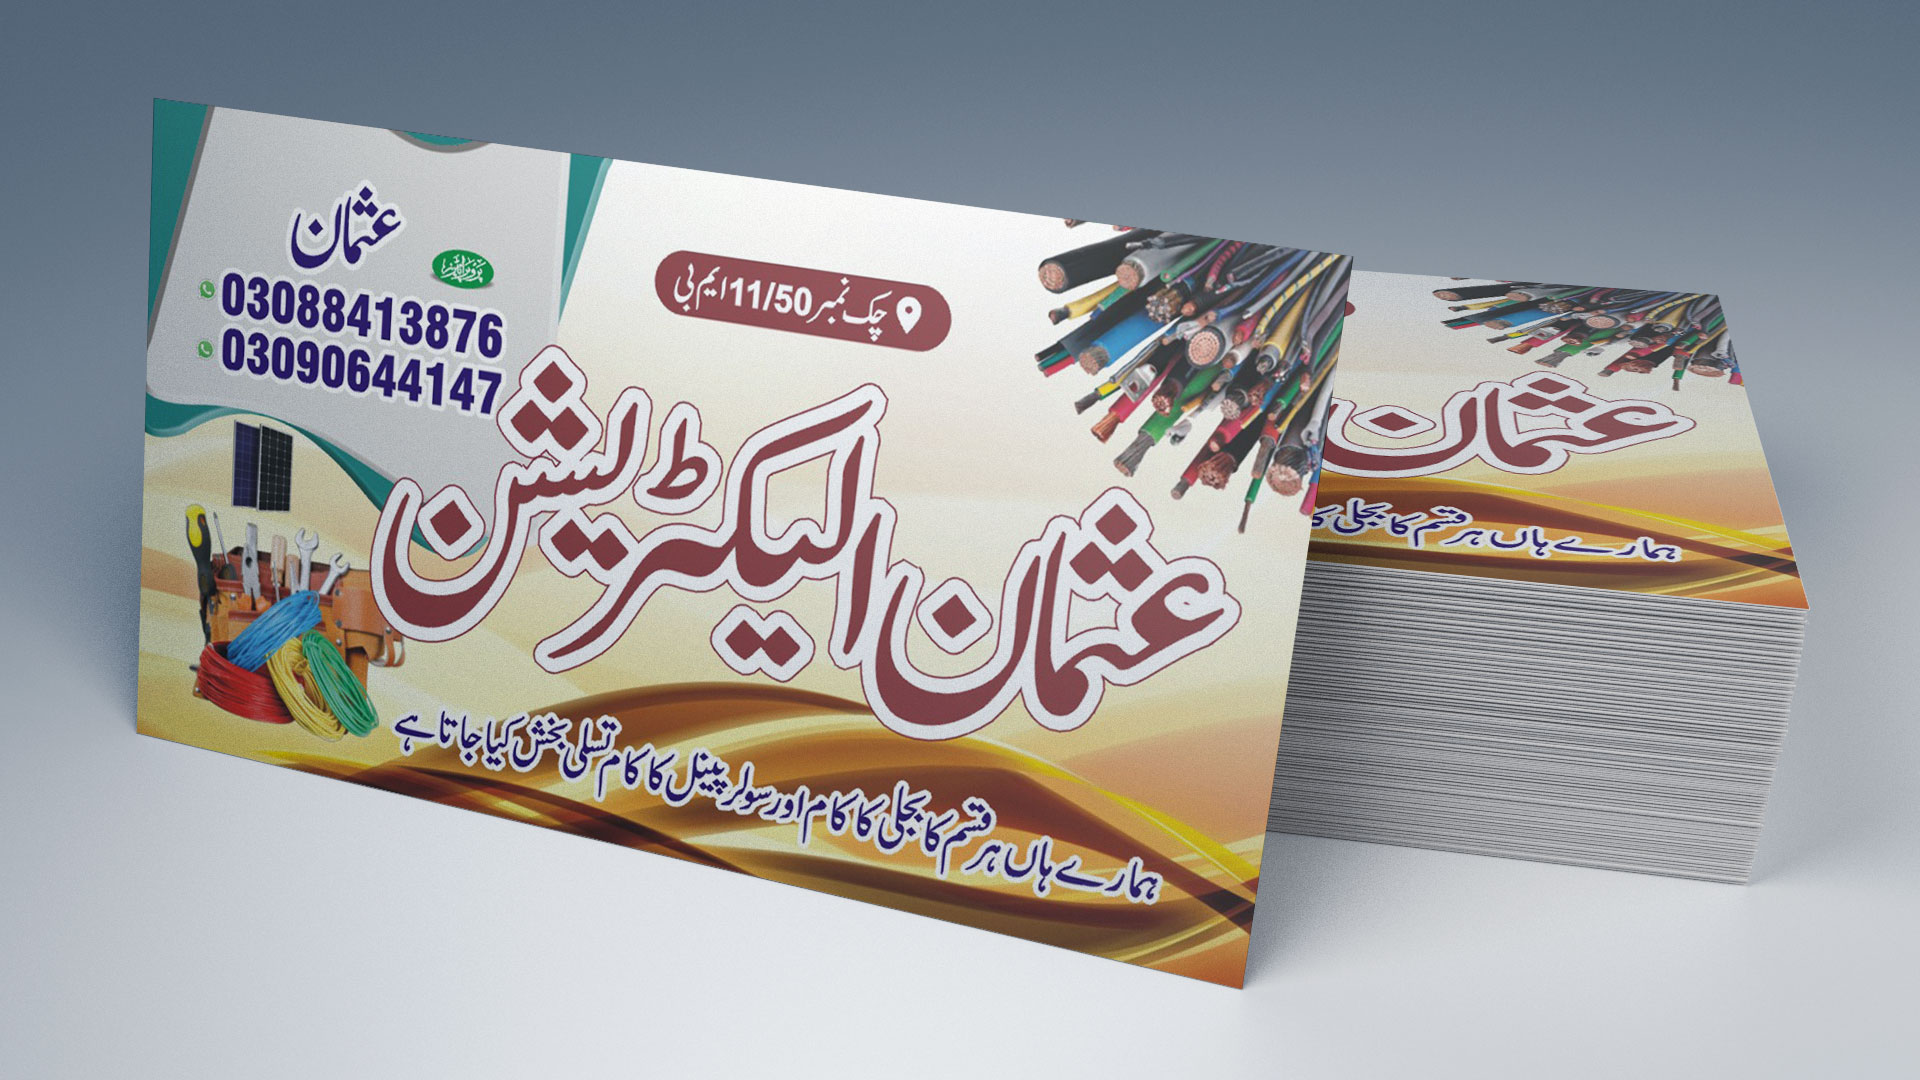 عثمان
پروپرائیٹرز
03088413876
03090644147
چک نمبر 11/50 ایم بی
عثمان الیکٹریشن
ہمارے ہاں ہر قسم کا بجلی کا کام اور سولر پینل کا کام تسلی بخش کیا جاتا ہے
عثمان
ہمارے ہاں ہر قسم کا بجلی کا